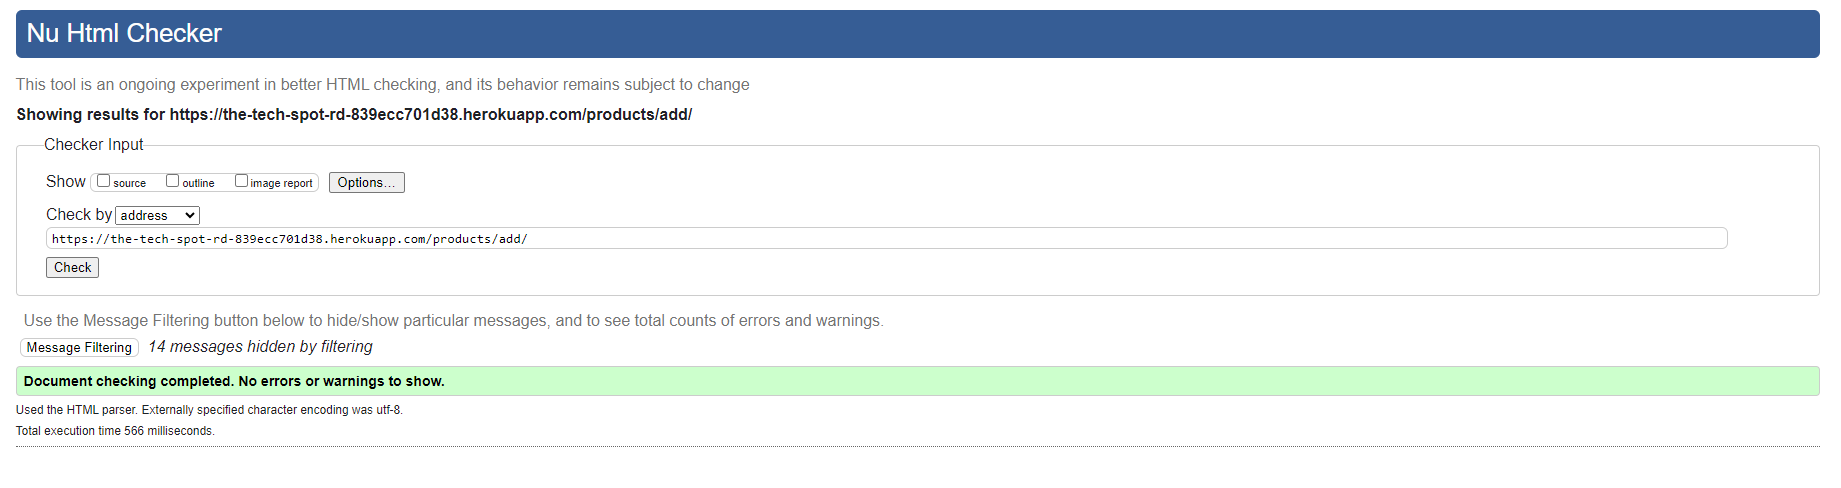 Nu Html Checker
This tool is an ongoing experiment in better HTML checking, and its behavior remains subject to change
Showing results for https://the-tech-spot-rd-839ecc701d38.herokuapp.com/products/add/
Checker Input
Show source outline image report Options...
Check by address
https://the-tech-spot-rd-839ecc701d38.herokuapp.com/products/add/
Check
Use the Message Filtering button below to hide/show particular messages, and to see total counts of errors and warnings.
Message Filtering 14 messages hidden by filtering
Document checking completed. No errors or warnings to show.
Used the HTML parser. Externally specified character encoding was utf-8.
Total execution time 566 milliseconds.